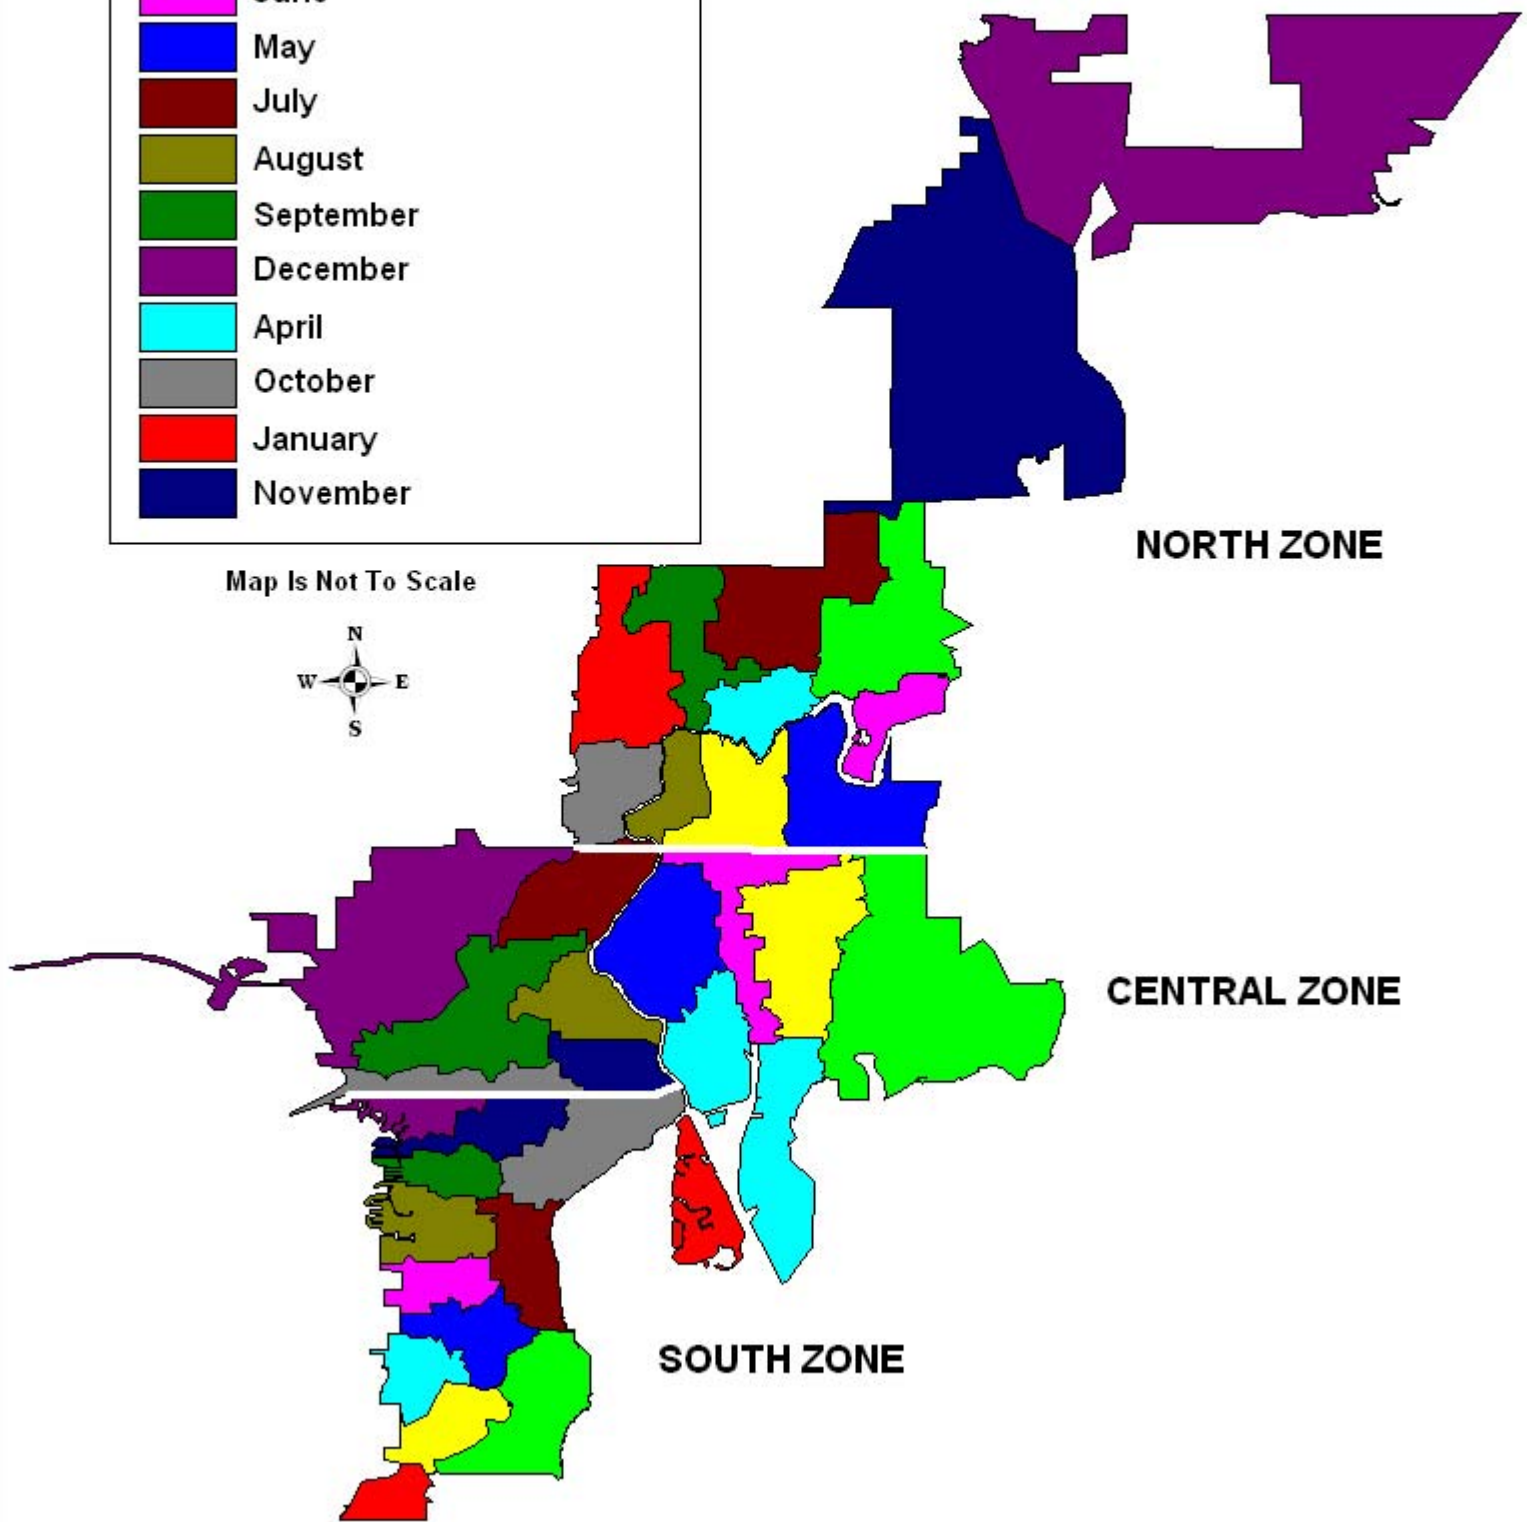 May
July
August
September
December
April
October
January
November
NORTH ZONE
Map Is Not To Scale
N
W E
S
CENTRAL ZONE
SOUTH ZONE